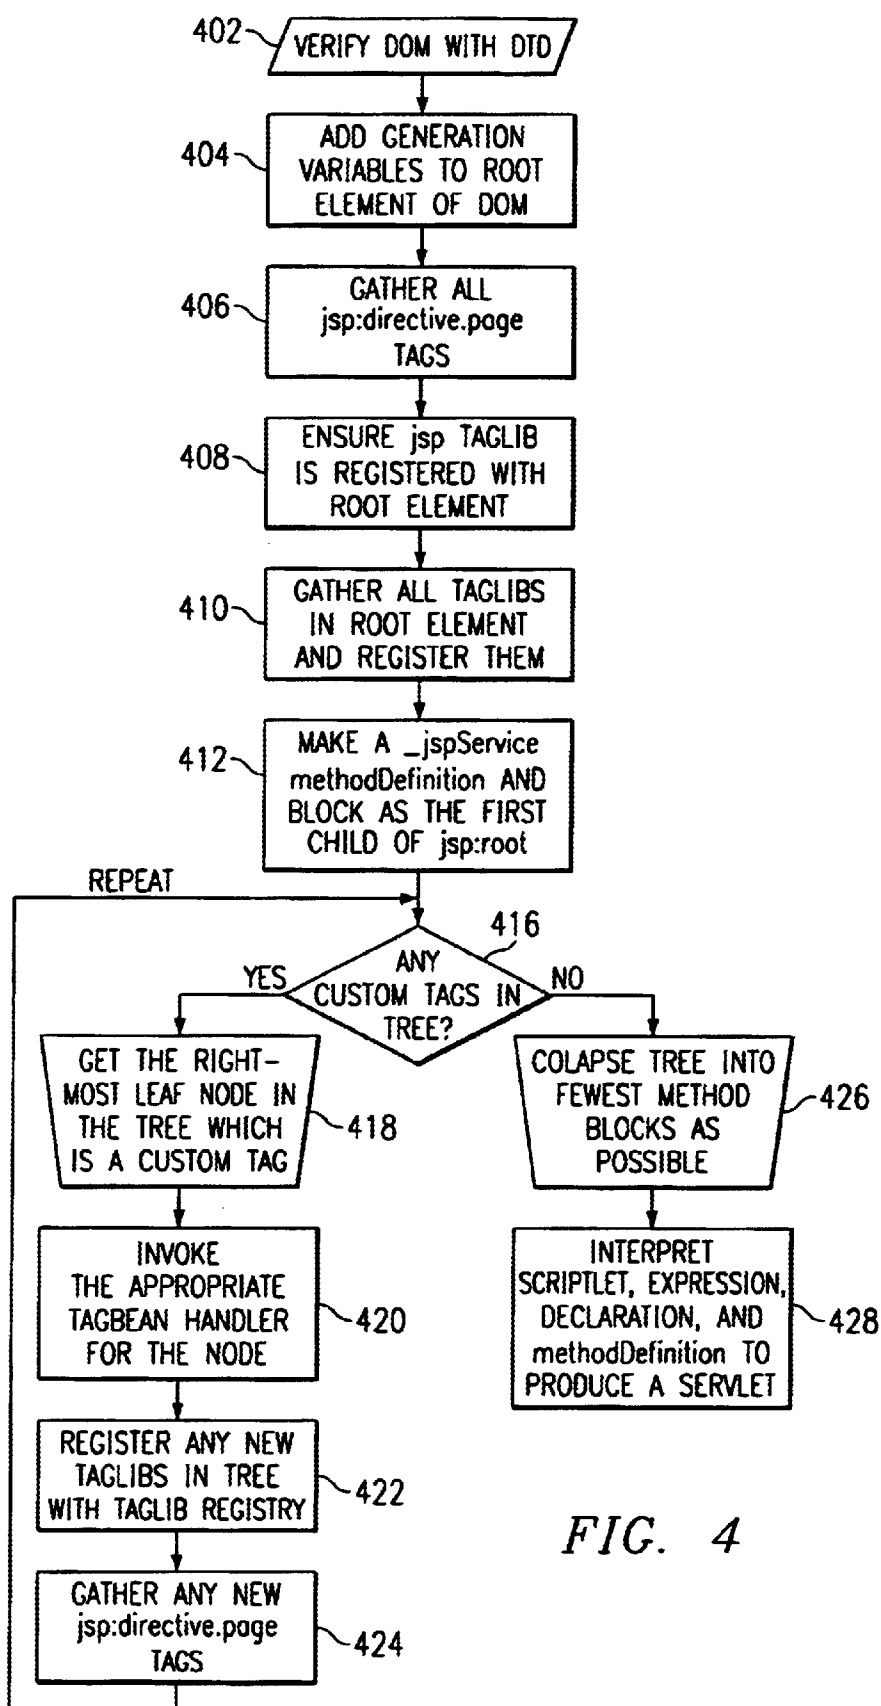 402
VERIFY DOM WITH DTD
404
ADD GENERATION
VARIABLES TO ROOT
ELEMENT OF DOM
406
GATHER ALL
jsp:directive.page
TAGS
408
ENSURE jsp TAGLIB
IS REGISTERED WITH
ROOT ELEMENT
410
GATHER ALL TAGLIBS
IN ROOT ELEMENT
AND REGISTER THEM
412
MAKE A _jspService
methodDefinition AND
BLOCK AS THE FIRST
CHILD OF jsp:root
REPEAT
416
ANY
CUSTOM TAGS IN
TREE?
YES
NO
GET THE RIGHT-
MOST LEAF NODE IN
THE TREE WHICH
IS A CUSTOM TAG
418
COLAPSE TREE INTO
FEWEST METHOD
BLOCKS AS
POSSIBLE
426
INVOKE
THE APPROPRIATE
TAGBEAN HANDLER
FOR THE NODE
420
INTERPRET
SCRIPTLET, EXPRESSION,
DECLARATION, AND
methodDefinition TO
PRODUCE A SERVLET
428
REGISTER ANY NEW
TAGLIBS IN TREE
WITH TAGLIB REGISTRY
422
GATHER ANY NEW
jsp:directive.page
TAGS
424
FIG. 4